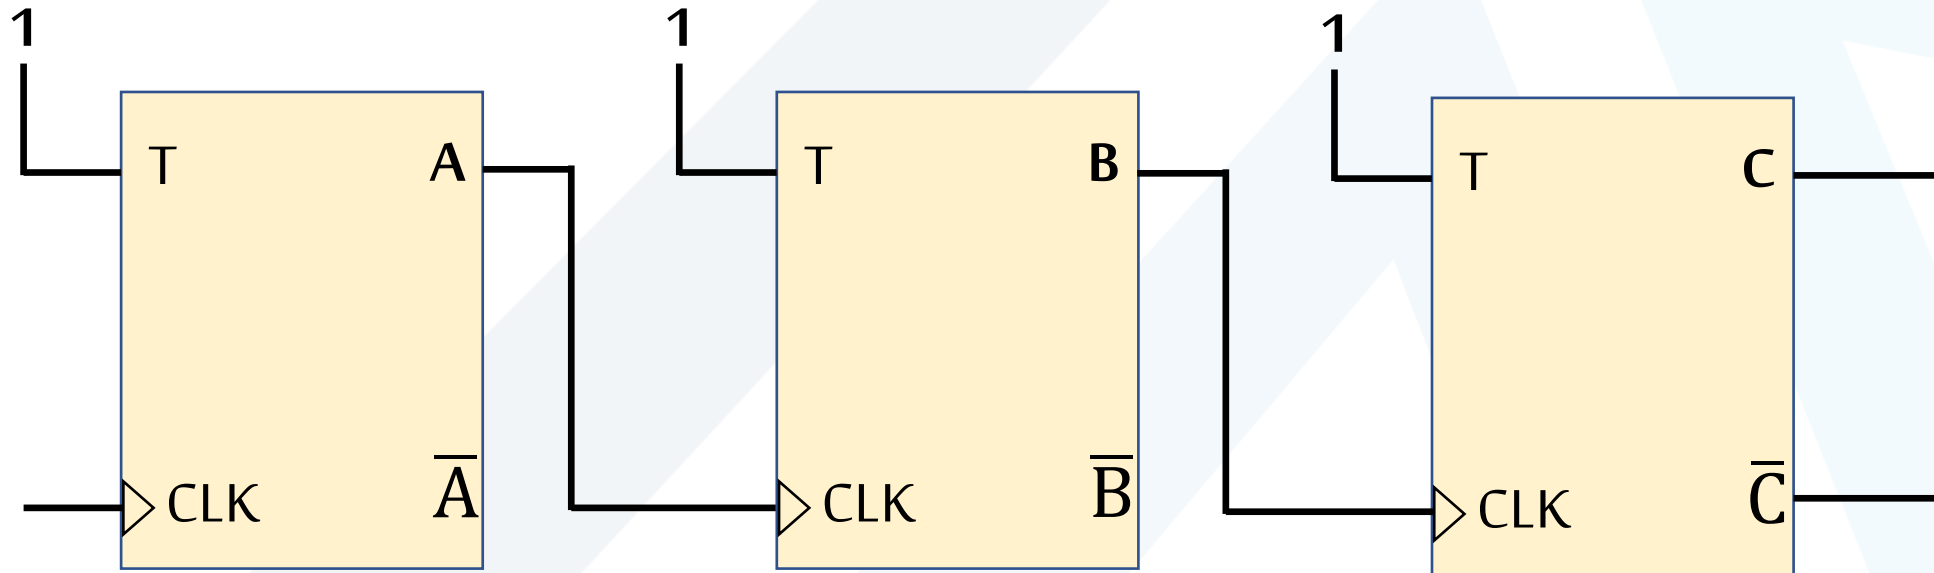 1 1 1
T A T B T C
CLK A̅ CLK B̅ CLK C̅